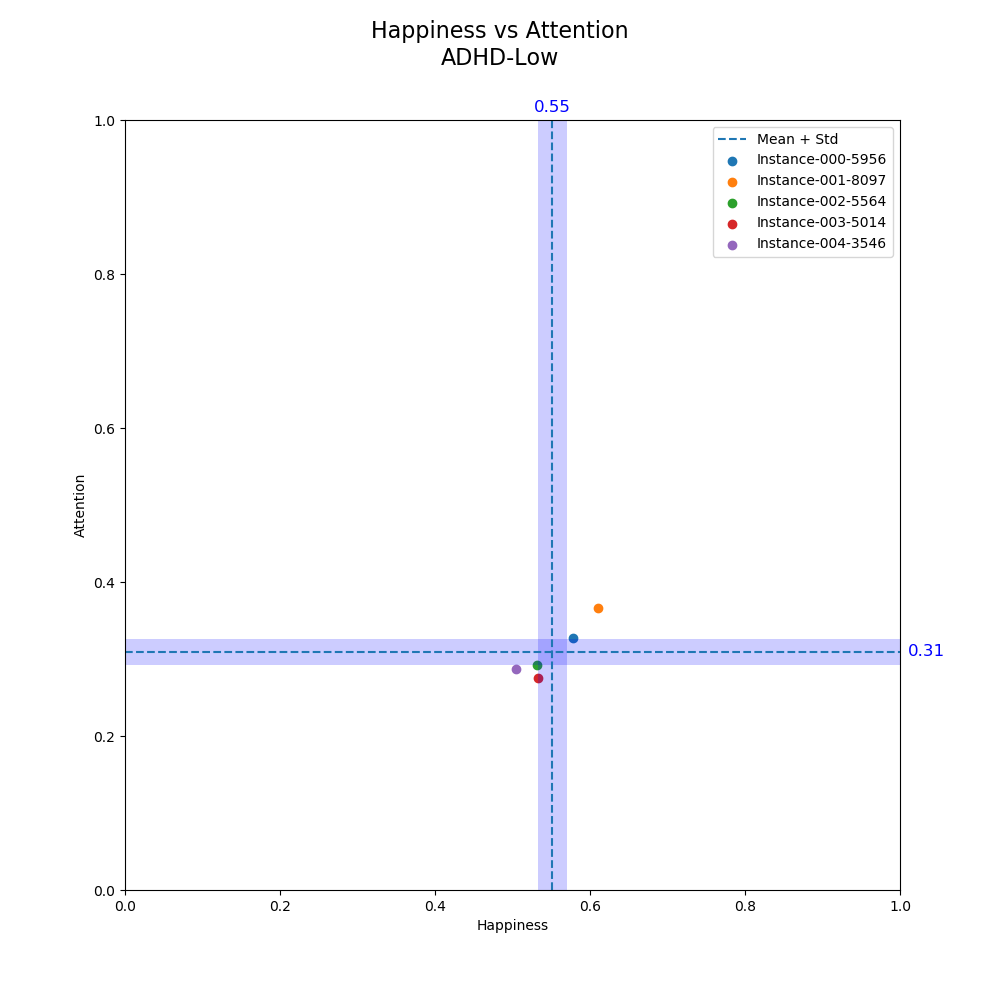 Happiness vs Attention
ADHD-Low
0.55
1.0
Mean + Std
Instance-000-5956
Instance-001-8097
Instance-002-5564
Instance-003-5014
Instance-004-3546
0.8
0.6
Attention
0.4
0.31
0.2
0.0
0.0 0.2 0.4 0.6 0.8 1.0
Happiness